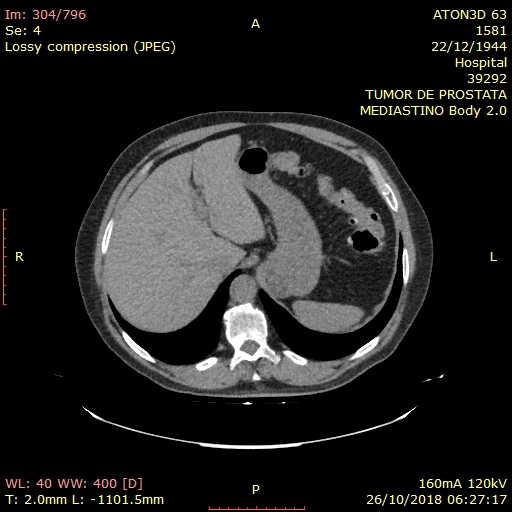 Im: 304/796
Se: 4
Lossy compression (JPEG)
A
ATON3D 63
1581
22/12/1944
Hospital
39292
TUMOR DE PROSTATA
MEDIASTINO Body 2.0
R
L
WL: 40 WW: 400 [D]
T: 2.0mm L: -1101.5mm
P
160mA 120kV
26/10/2018 06:27:17